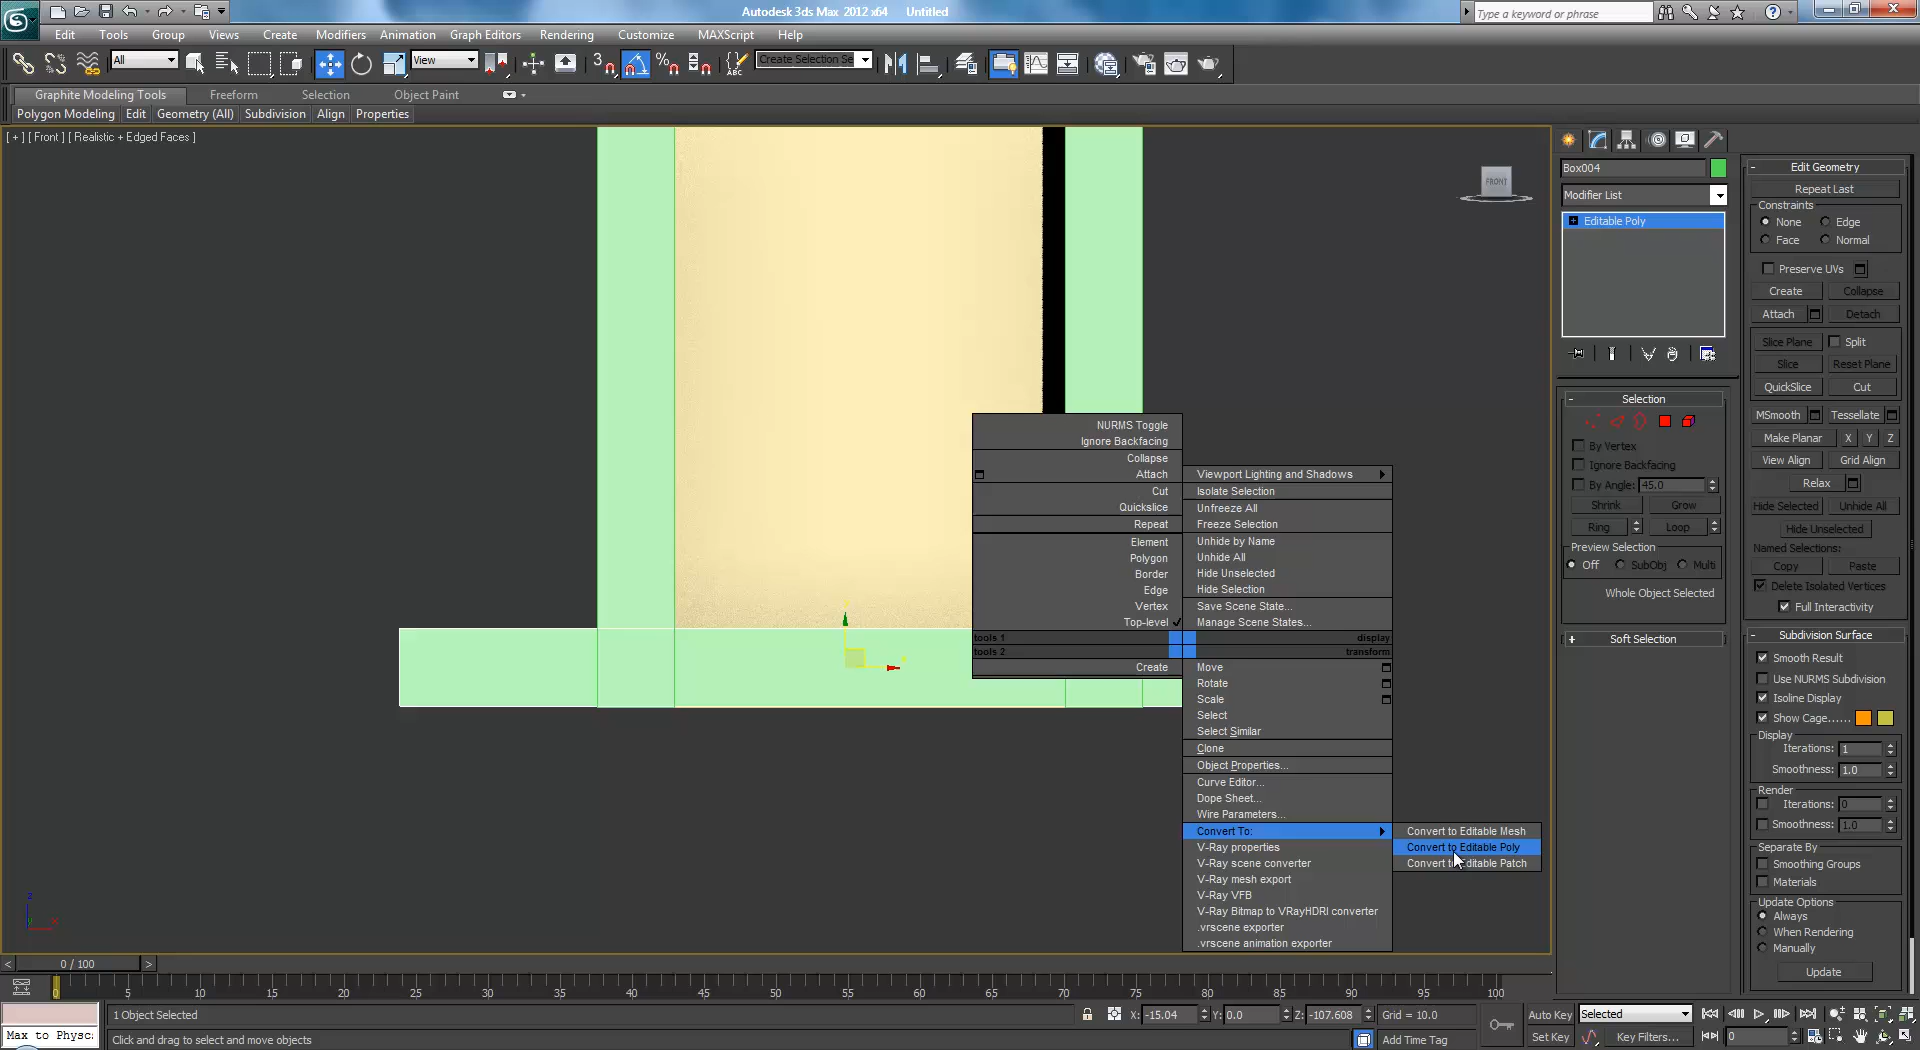 Autodesk 3ds Max 2012 x64 Untitled
Type a keyword or phrase
Edit Tools Group Views Create Modifiers Animation Graph Editors Rendering Customize MAXScript Help
All View 3 Create Selection Se
Graphite Modeling Tools Freeform Selection Object Paint
Polygon Modeling Edit Geometry (All) Subdivision Align Properties
[ + ] [ Front ] [ Realistic + Edged Faces ]
FRONT
NURMS Toggle
Ignore Backfacing
Collapse
Attach
Cut
Quickslice
Repeat
Element
Polygon
Border
Edge
Vertex
Top-level
tools 1
tools 2
Create
Viewport Lighting and Shadows
Isolate Selection
Unfreeze All
Freeze Selection
Unhide by Name
Unhide All
Hide Unselected
Hide Selection
Save Scene State...
Manage Scene States...
display
transform
Move
Rotate
Scale
Select
Select Similar
Clone
Object Properties...
Curve Editor...
Dope Sheet...
Wire Parameters...
Convert To:
V-Ray properties
V-Ray scene converter
V-Ray mesh export
V-Ray VFB
V-Ray Bitmap to VRayHDRI converter
.vrscene exporter
.vrscene animation exporter
Convert to Editable Mesh
Convert to Editable Poly
Convert to Editable Patch
Box004
Modifier List
Editable Poly
Selection
By Vertex
Ignore Backfacing
By Angle: 45.0
Shrink Grow
Ring Loop
Preview Selection
Off SubObj Multi
Whole Object Selected
Soft Selection
Edit Geometry
Repeat Last
Constraints
None Edge
Face Normal
Preserve UVs
Create Collapse
Attach Detach
Slice Plane Split
Slice Reset Plane
QuickSlice Cut
MSmooth Tessellate
Make Planar X Y Z
View Align Grid Align
Relax
Hide Selected Unhide All
Hide Unselected
Named Selections:
Copy Paste
Delete Isolated Vertices
Full Interactivity
Subdivision Surface
Smooth Result
Use NURMS Subdivision
Isoline Display
Show Cage......
Display
Iterations: 1
Smoothness: 1.0
Render
Iterations: 0
Smoothness: 1.0
Separate By
Smoothing Groups
Materials
Update Options
Always
When Rendering
Manually
Update
z
x
< 0 / 100 >
0 5 10 15 20 25 30 35 40 45 50 55 60 65 70 75 80 85 90 95 100
1 Object Selected X: -15.04 Y: 0.0 Z: -107.608 Grid = 10.0 Auto Key Selected
Max to Physc: Click and drag to select and move objects Add Time Tag Set Key Key Filters... 0